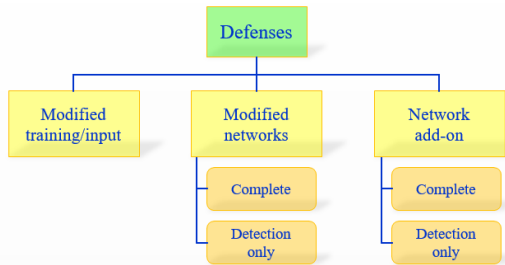 Defenses
Modified
training/input
Modified
networks
Network
add-on
Complete
Detection
only
Complete
Detection
only